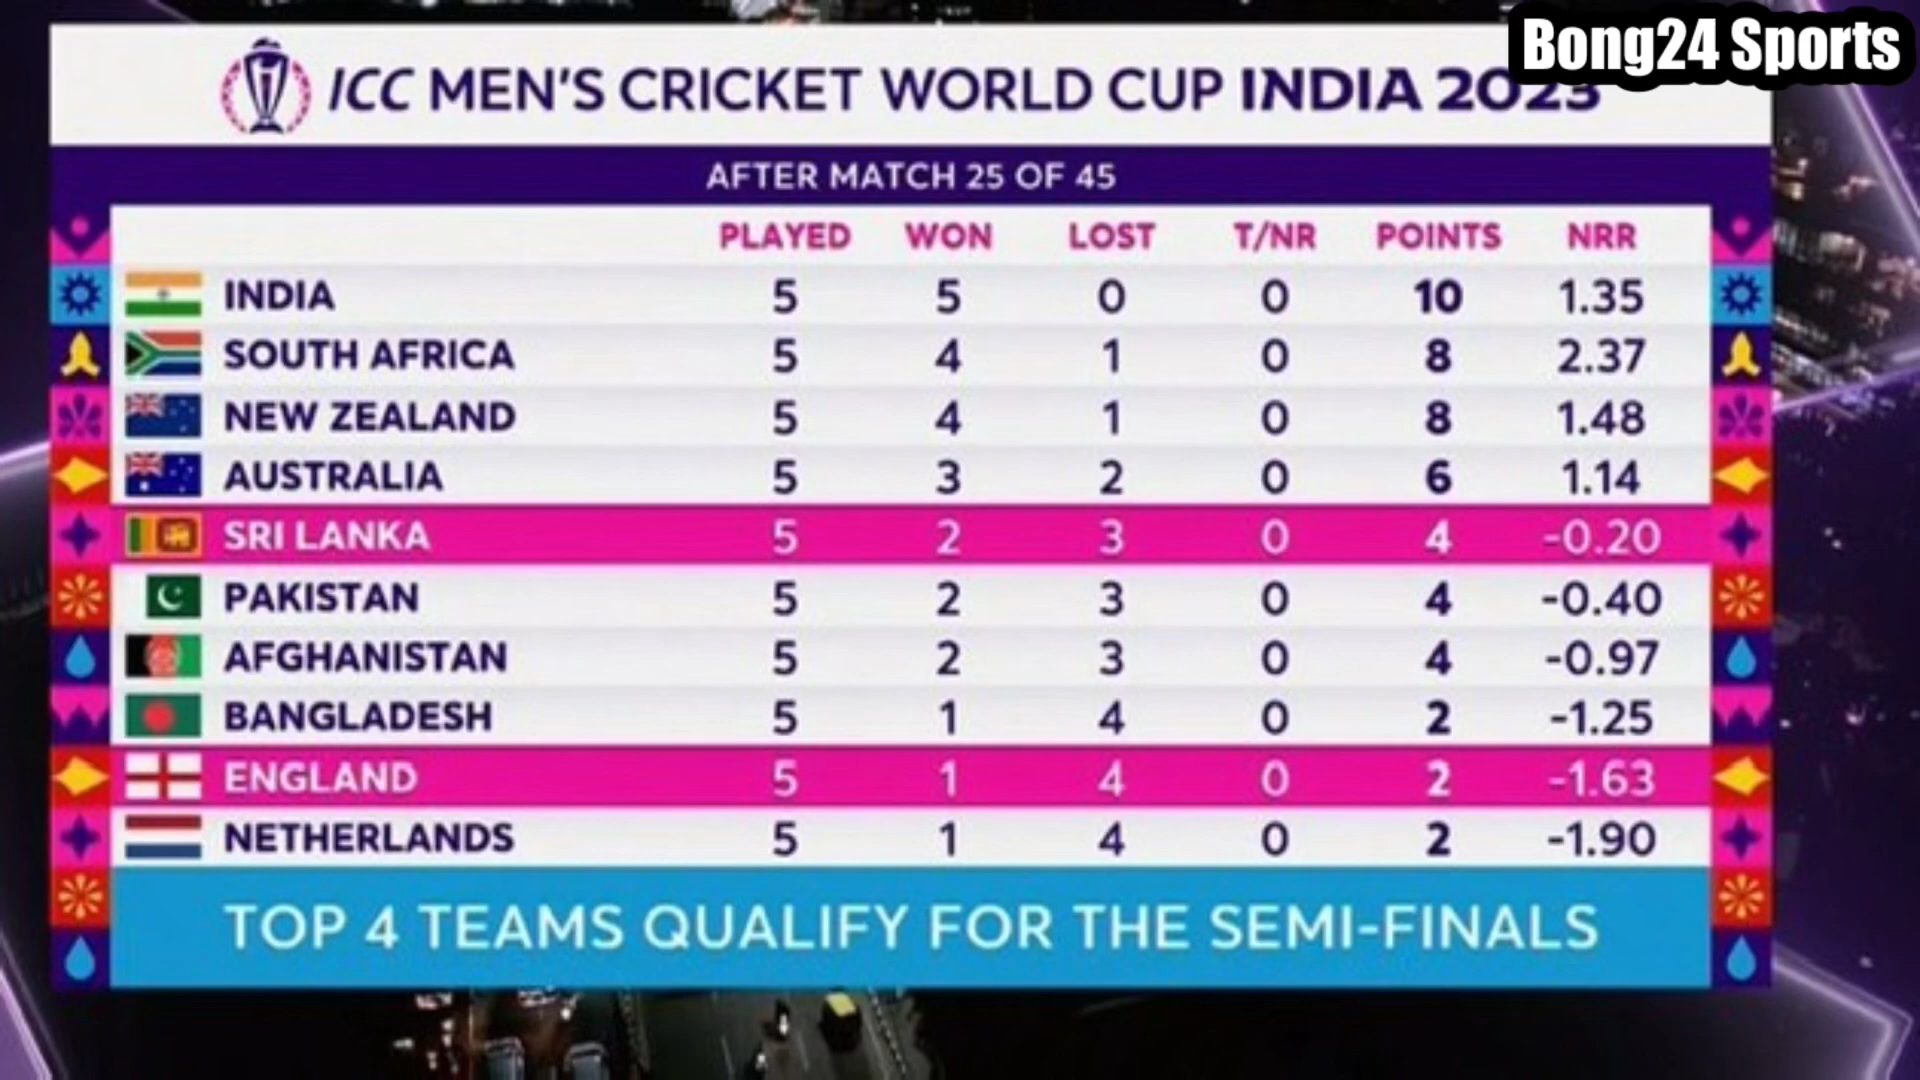 Bong24 Sports
ICC MEN'S CRICKET WORLD CUP INDIA 2023
AFTER MATCH 25 OF 45
PLAYED WON LOST T/NR POINTS NRR
INDIA 5 5 0 0 10 1.35
SOUTH AFRICA 5 4 1 0 8 2.37
NEW ZEALAND 5 4 1 0 8 1.48
AUSTRALIA 5 3 2 0 6 1.14
SRI LANKA 5 2 3 0 4 -0.20
PAKISTAN 5 2 3 0 4 -0.40
AFGHANISTAN 5 2 3 0 4 -0.97
BANGLADESH 5 1 4 0 2 -1.25
ENGLAND 5 1 4 0 2 -1.63
NETHERLANDS 5 1 4 0 2 -1.90
TOP 4 TEAMS QUALIFY FOR THE SEMI-FINALS